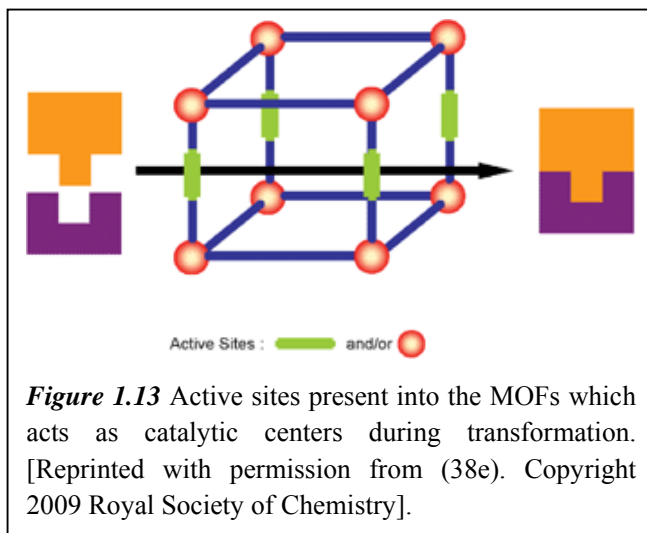 Active Sites : and/or
Figure 1.13 Active sites present into the MOFs which
acts as catalytic centers during transformation.
[Reprinted with permission from (38e). Copyright
2009 Royal Society of Chemistry].